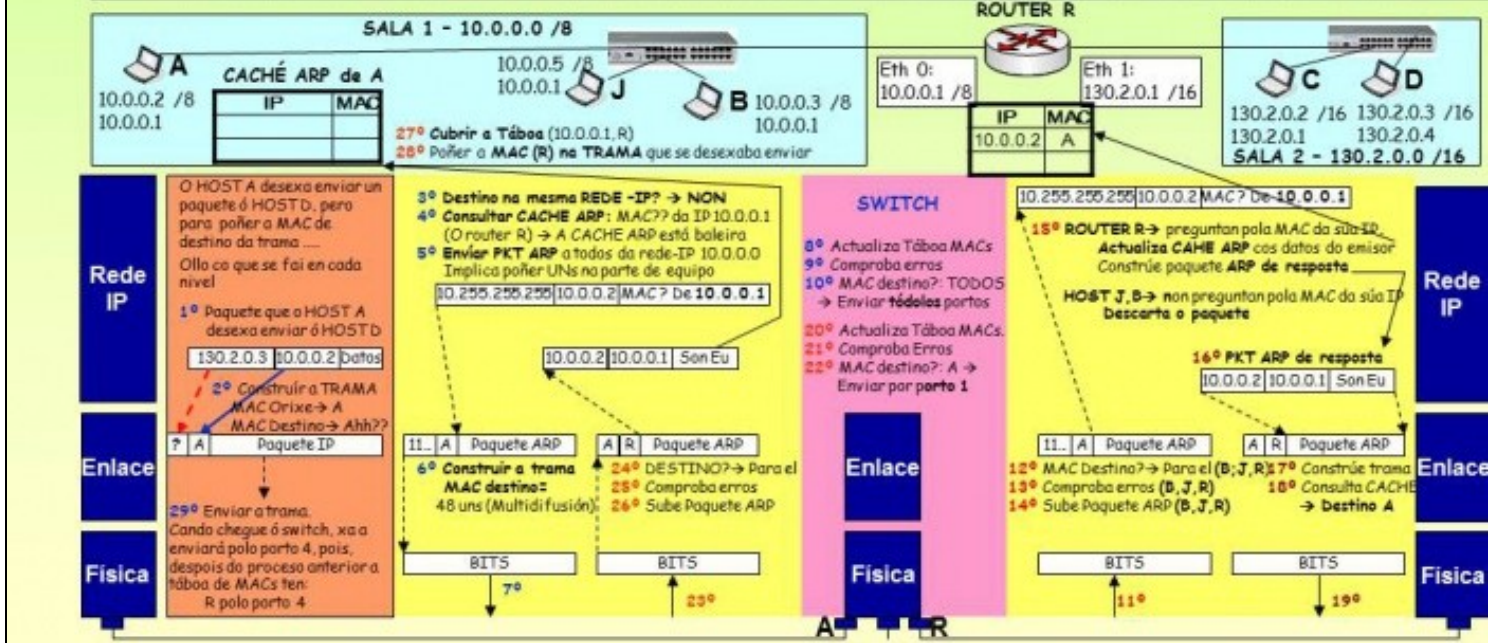 SALA 1 - 10.0.0.0 /8
A
10.0.0.2 /8
10.0.0.1
CACHÉ ARP de A
IP MAC
10.0.0.5 /8
10.0.0.1
J
B
10.0.0.3 /8
10.0.0.1
27º Cubrir a Táboa (10.0.0.1,R)
28º Poñer a MAC (R) na TRAMA que se desexaba enviar
ROUTER R
Eth 0:
10.0.0.1 /8
Eth 1:
130.2.0.1 /16
IP MAC
10.0.0.2 A
C
D
130.2.0.2 /16
130.2.0.1
130.2.0.3 /16
130.2.0.4
SALA 2 - 130.2.0.0 /16
Rede
IP
Enlace
Física
O HOST A desexa enviar un
paquete ó HOST D, pero
para poñer a MAC de
destino da trama .....
Ollo co que se fai en cada
nivel
1º Paquete que o HOST A
desexa enviar ó HOST D
130.2.0.3 10.0.0.2 Datos
2º Construír a TRAMA
MAC Orixe→ A
MAC Destino→ Ahh??
? A Paquete IP
29º Enviar a trama.
Cando chegue ó switch, xa a
enviará polo porto 4, pois,
despois do proceso anterior a
táboa de MACs ten:
R polo porto 4
3º Destino na mesma REDE -IP? → NON
4º Consultar CACHE ARP: MAC?? da IP 10.0.0.1
(O router R) → A CACHE ARP está baleira
5º Enviar PKT ARP a todos da rede-IP 10.0.0.0
Implica poñer UNs na parte de equipo
10.255.255.255 10.0.0.2 MAC? De 10.0.0.1
10.0.0.2 10.0.0.1 Son Eu
11... A Paquete ARP
6º Construir a trama
MAC destino=
48 uns (Multidifusión)
A R Paquete ARP
24º DESTINO?→ Para el
25º Comproba erros
26º Sube Paquete ARP
BITS
7º
BITS
23º
SWITCH
8º Actualiza Táboa MACs
9º Comproba erros
10º MAC destino?: TODOS
→ Enviar tódolos portos
20º Actualiza Táboa MACs.
21º Comproba Erros
22º MAC destino?: A →
Enviar por porto 1
Enlace
Física
A
R
10.255.255.255 10.0.0.2 MAC? De 10.0.0.1
15º ROUTER R→ preguntan pola MAC da súa IP.
Actualiza CAHE ARP cos datos do emisor
Constrúe paquete ARP de resposta
HOST J,B→ non preguntan pola MAC da súa IP
Descarta o paquete
16º PKT ARP de resposta
10.0.0.2 10.0.0.1 Son Eu
11... A Paquete ARP
12º MAC Destino?→ Para el (B;J,R)
13º Comproba erros (B,J,R)
14º Sube Paquete ARP (B,J,R)
A R Paquete ARP
17º Constrúe trama
18º Consulta CACHE
→ Destino A
BITS
11º
BITS
19º
Rede
IP
Enlace
Física